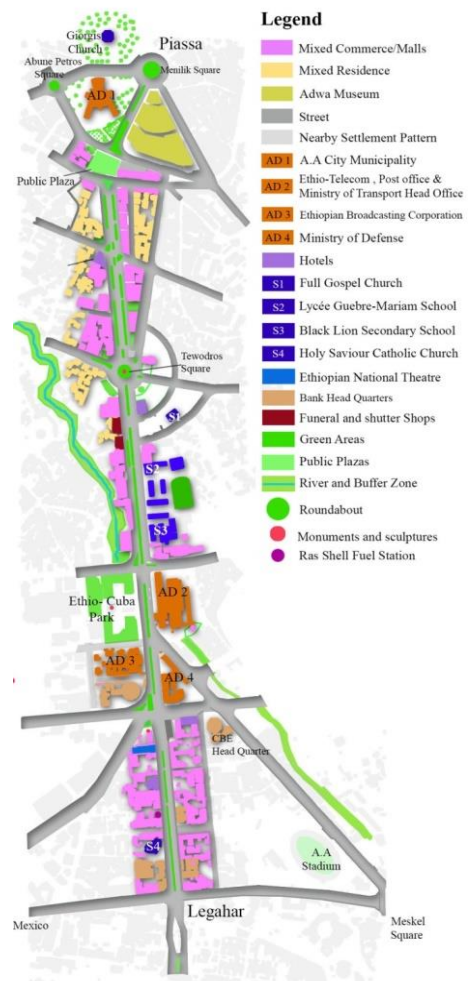 Giorgis
Church
Piassa
Abune Petros
Square
Menilik Square
AD 1
Public Plaza
Tewodros
Square
S1
S2
S3
AD 2
Ethio- Cuba
Park
AD 3
AD 4
CBE
Head Quarter
S4
A.A
Stadium
Legahar
Mexico
Meskel
Square
Legend
Mixed Commerce/Malls
Mixed Residence
Adwa Museum
Street
Nearby Settlement Pattern
AD 1 A.A City Municipality
AD 2 Ethio-Telecom , Post office &
Ministry of Transport Head Office
AD 3 Ethiopian Broadcasting Corporation
AD 4 Ministry of Defense
Hotels
S1 Full Gospel Church
S2 Lycée Guebre-Mariam School
S3 Black Lion Secondary School
S4 Holy Saviour Catholic Church
Ethiopian National Theatre
Bank Head Quarters
Funeral and shutter Shops
Green Areas
Public Plazas
River and Buffer Zone
Roundabout
Monuments and sculptures
Ras Shell Fuel Station